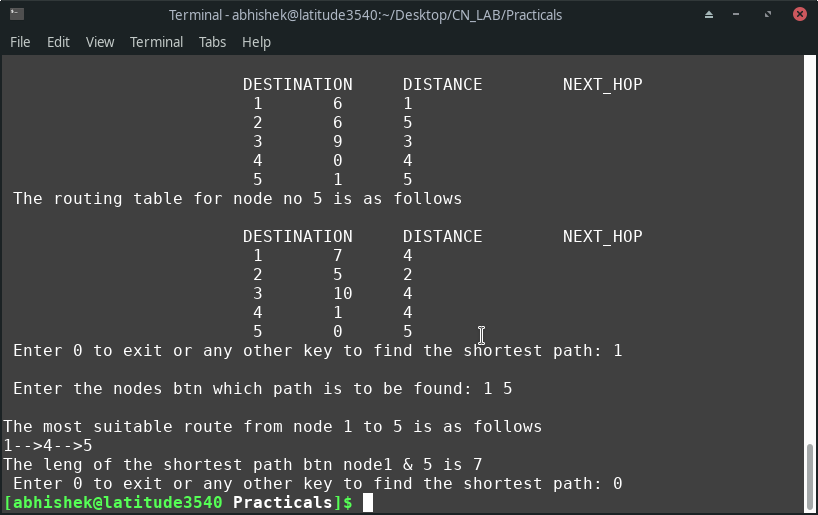 Terminal - abhishek@latitude3540:~/Desktop/CN_LAB/Practicals
File Edit View Terminal Tabs Help
DESTINATION DISTANCE NEXT_HOP
1 6 1
2 6 5
3 9 3
4 0 4
5 1 5
The routing table for node no 5 is as follows
DESTINATION DISTANCE NEXT_HOP
1 7 4
2 5 2
3 10 4
4 1 4
5 0 5
Enter 0 to exit or any other key to find the shortest path: 1
Enter the nodes btn which path is to be found: 1 5
The most suitable route from node 1 to 5 is as follows
1-->4-->5
The leng of the shortest path btn node1 & 5 is 7
Enter 0 to exit or any other key to find the shortest path: 0
[abhishek@latitude3540 Practicals]$